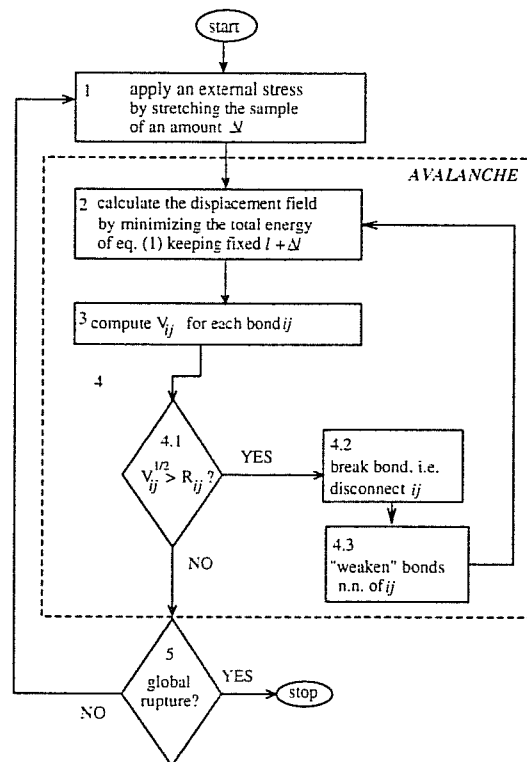 start
1 apply an external stress
by stretching the sample
of an amount Δl
AVALANCHE
2 calculate the displacement field
by minimizing the total energy
of eq. (1) keeping fixed l + Δl
3 compute V_ij for each bond ij
4
4.1
V_ij^1/2 > R_ij ?
YES
4.2
break bond. i.e.
disconnect ij
4.3
"weaken" bonds
n.n. of ij
NO
5
global
rupture?
YES
stop
NO